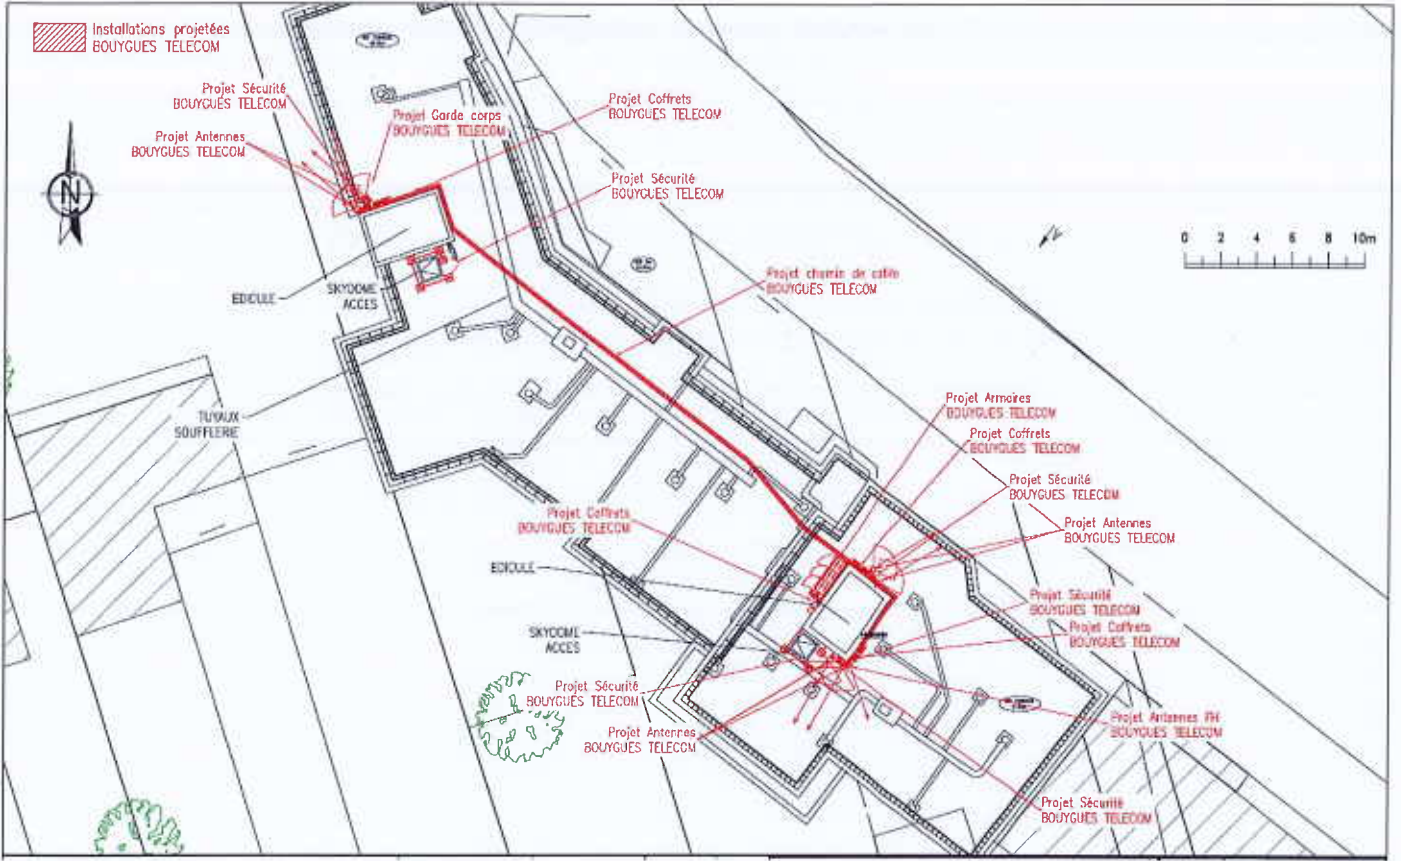 Installations projetées
BOUYGUES TELECOM
Projet Sécurité
BOUYGUES TELECOM
Projet Antennes
BOUYGUES TELECOM
Projet Garde corps
BOUYGUES TELECOM
Projet Coffrets
BOUYGUES TELECOM
Projet Sécurité
BOUYGUES TELECOM
N
0 2 4 6 8 10m
Projet chemin de cable
BOUYGUES TELECOM
EDICULE
SKYDOME
ACCES
TUYAUX
SOUFFLERIE
Projet Armoires
BOUYGUES TELECOM
Projet Coffrets
BOUYGUES TELECOM
Projet Sécurité
BOUYGUES TELECOM
Projet Antennes
BOUYGUES TELECOM
Projet Coffrets
BOUYGUES TELECOM
EDICULE
SKYDOME
ACCES
Projet Sécurité
BOUYGUES TELECOM
Projet Coffrets
BOUYGUES TELECOM
Projet Sécurité
BOUYGUES TELECOM
Projet Antennes
BOUYGUES TELECOM
Projet Antennes FH
BOUYGUES TELECOM
Projet Sécurité
BOUYGUES TELECOM